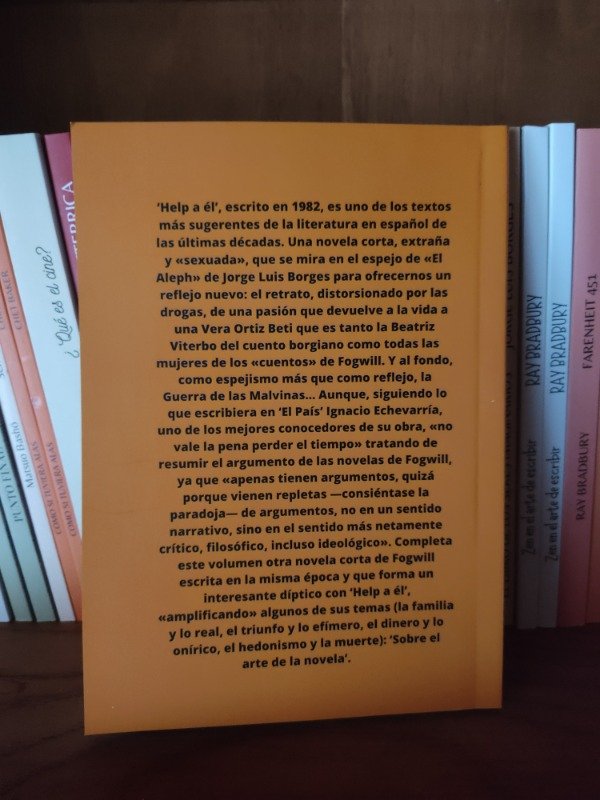 'Help a él', escrito en 1982, es uno de los textos
más sugerentes de la literatura en español de
las últimas décadas. Una novela corta, extraña
y «sexuada», que se mira en el espejo de «El
Aleph» de Jorge Luis Borges para ofrecernos un
reflejo nuevo: el retrato, distorsionado por las
drogas, de una pasión que devuelve a la vida a
una Vera Ortiz Beti que es tanto la Beatriz
Viterbo del cuento borgiano como todas las
mujeres de los «cuentos» de Fogwill. Y al fondo,
como espejismo más que como reflejo, la
Guerra de las Malvinas... Aunque, siguiendo lo
que escribiera en 'El País' Ignacio Echevarría,
uno de los mejores conocedores de su obra, «no
vale la pena perder el tiempo» tratando de
resumir el argumento de las novelas de Fogwill,
ya que «apenas tienen argumentos, quizá
porque vienen repletas —consiéntase la
paradoja— de argumentos, no en un sentido
narrativo, sino en el sentido más netamente
crítico, filosófico, incluso ideológico». Completa
este volumen otra novela corta de Fogwill
escrita en la misma época y que forma un
interesante díptico con 'Help a él',
«amplificando» algunos de sus temas (la familia
y lo real, el triunfo y lo efímero, el dinero y lo
onírico, el hedonismo y la muerte): 'Sobre el
arte de la novela'.
¿Qué es el cine?
COMO SI TUVIERA ALAS
COMO SI TUVIERA ALAS
CHET BAKER
RAY BRADBURY
Zen en el arte de escribir
RAY BRADBURY
Zen en el arte de escribir
RAY BRADBURY
FARENHEIT 451